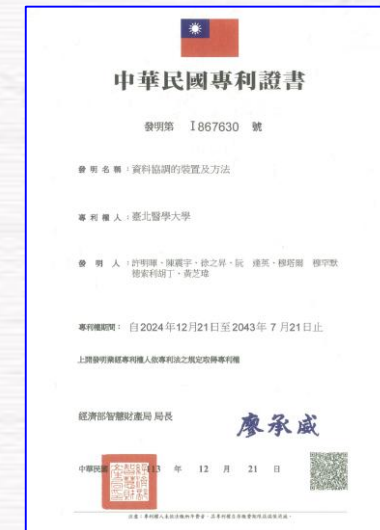 中華民國專利證書
發明第 I867630 號
發明名稱：資料協調的裝置及方法
專利權人：臺北醫學大學
發明人：許明暉、陳震宇、徐之昇、阮 達英、穆塔爾 穆罕默
德索利胡丁、黃芝瑋
專利權期間：自2024年12月21日至2043年7月21日止
上開發明業經專利權人依專利法之規定取得專利權
經濟部智慧財產局 局長
廖承威
中華民國 113 年 12 月 21 日